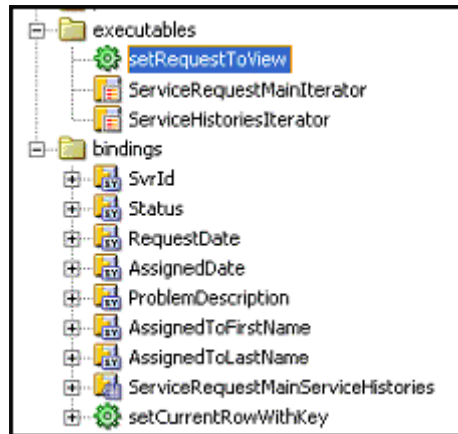 executables
setRequestToView
ServiceRequestMainIterator
ServiceHistoriesIterator
bindings
SvrId
Status
RequestDate
AssignedDate
ProblemDescription
AssignedToFirstName
AssignedToLastName
ServiceRequestMainServiceHistories
setCurrentRowWithKey